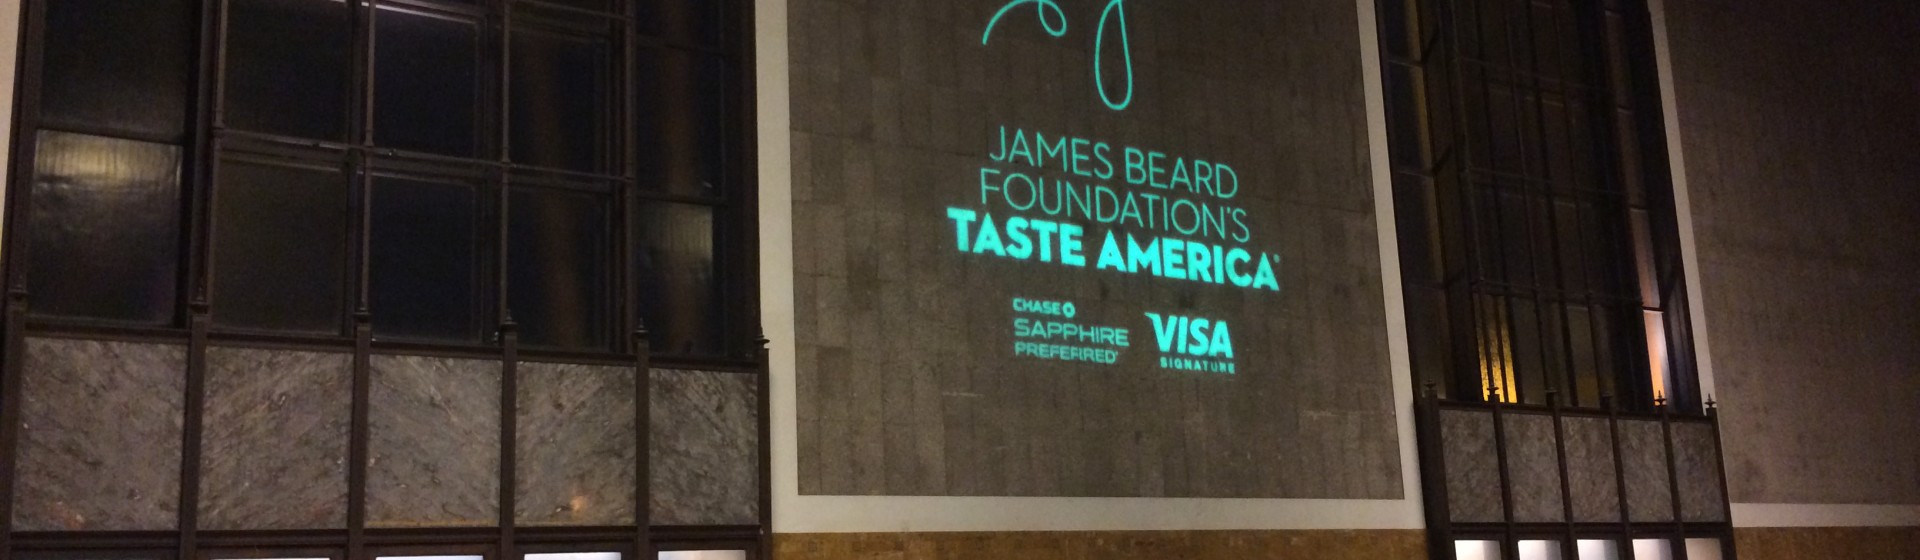 JAMES BEARD
FOUNDATION'S
TASTE AMERICA®
CHASE
SAPPHIRE
PREFERRED®
VISA
SIGNATURE